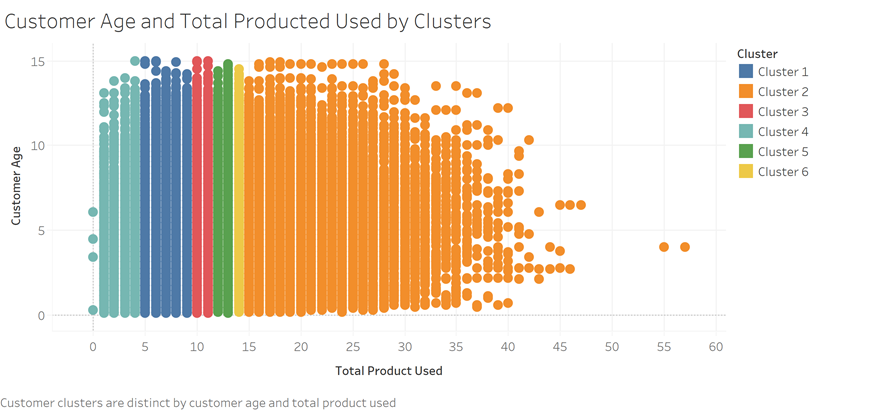 Customer Age and Total Producted Used by Clusters
Cluster
Cluster 1
Cluster 2
Cluster 3
Cluster 4
Cluster 5
Cluster 6
15
10
5
0
Customer Age
0 5 10 15 20 25 30 35 40 45 50 55 60
Total Product Used
Customer clusters are distinct by customer age and total product used